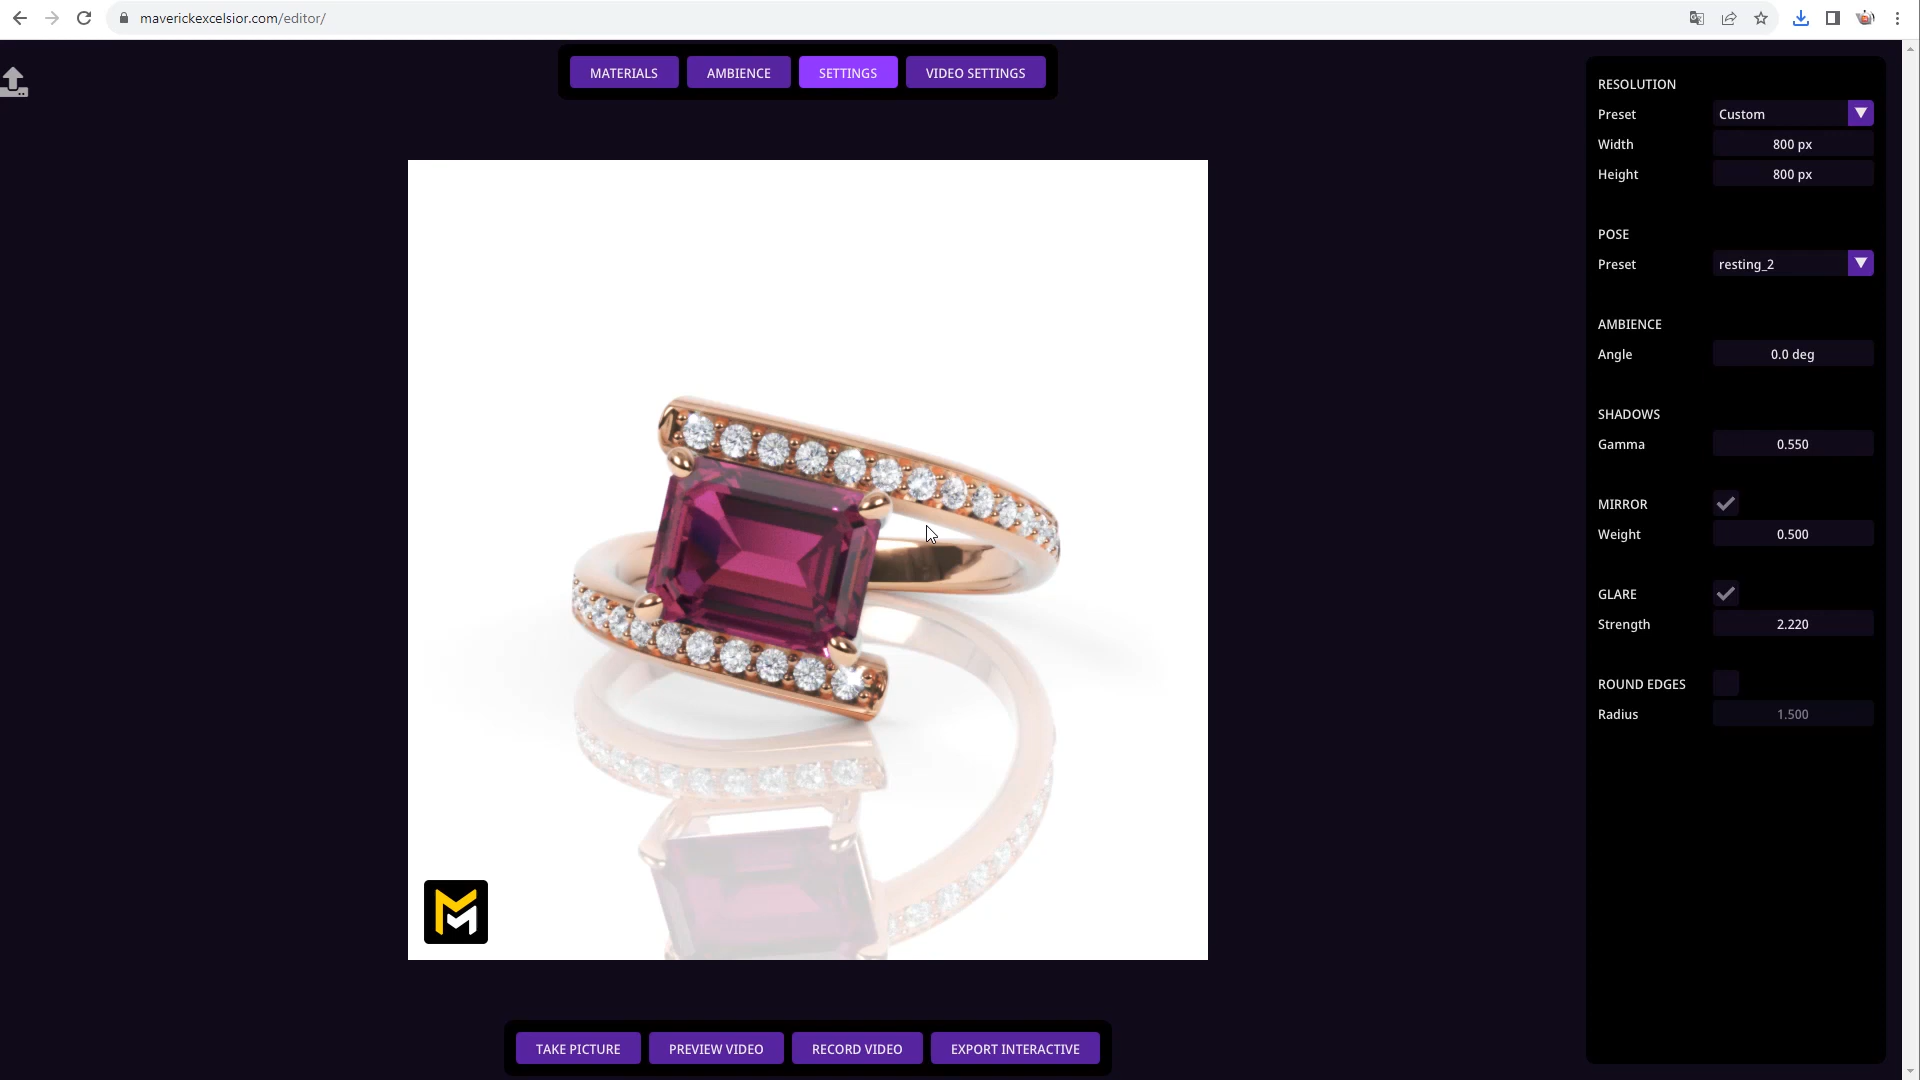 maverickexcelsior.com/editor/
MATERIALS AMBIENCE SETTINGS VIDEO SETTINGS
RESOLUTION
Preset Custom
Width 800 px
Height 800 px
POSE
Preset resting_2
AMBIENCE
Angle 0.0 deg
SHADOWS
Gamma 0.550
MIRROR
Weight 0.500
GLARE
Strength 2.220
ROUND EDGES
Radius 1.500
M
TAKE PICTURE PREVIEW VIDEO RECORD VIDEO EXPORT INTERACTIVE